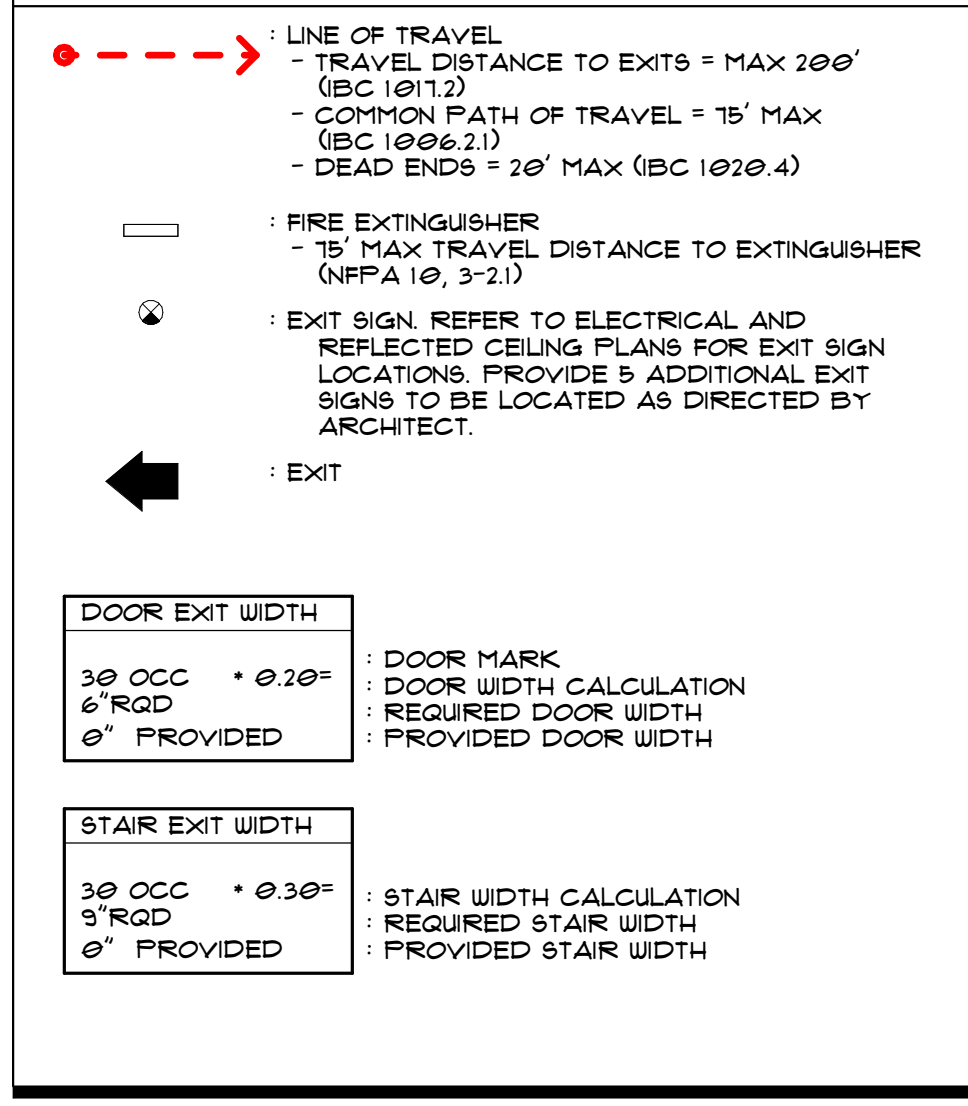 : LINE OF TRAVEL
- TRAVEL DISTANCE TO EXITS = MAX 200'
(IBC 1017.2)
- COMMON PATH OF TRAVEL = 75' MAX
(IBC 1006.2.1)
- DEAD ENDS = 20' MAX (IBC 1020.4)
: FIRE EXTINGUISHER
- 75' MAX TRAVEL DISTANCE TO EXTINGUISHER
(NFPA 10, 3-2.1)
: EXIT SIGN. REFER TO ELECTRICAL AND
REFLECTED CEILING PLANS FOR EXIT SIGN
LOCATIONS. PROVIDE 5 ADDITIONAL EXIT
SIGNS TO BE LOCATED AS DIRECTED BY
ARCHITECT.
: EXIT
DOOR EXIT WIDTH
: DOOR MARK
30 OCC * 0.20= : DOOR WIDTH CALCULATION
6"RQD : REQUIRED DOOR WIDTH
0" PROVIDED : PROVIDED DOOR WIDTH
STAIR EXIT WIDTH
30 OCC * 0.30= : STAIR WIDTH CALCULATION
9"RQD : REQUIRED STAIR WIDTH
0" PROVIDED : PROVIDED STAIR WIDTH